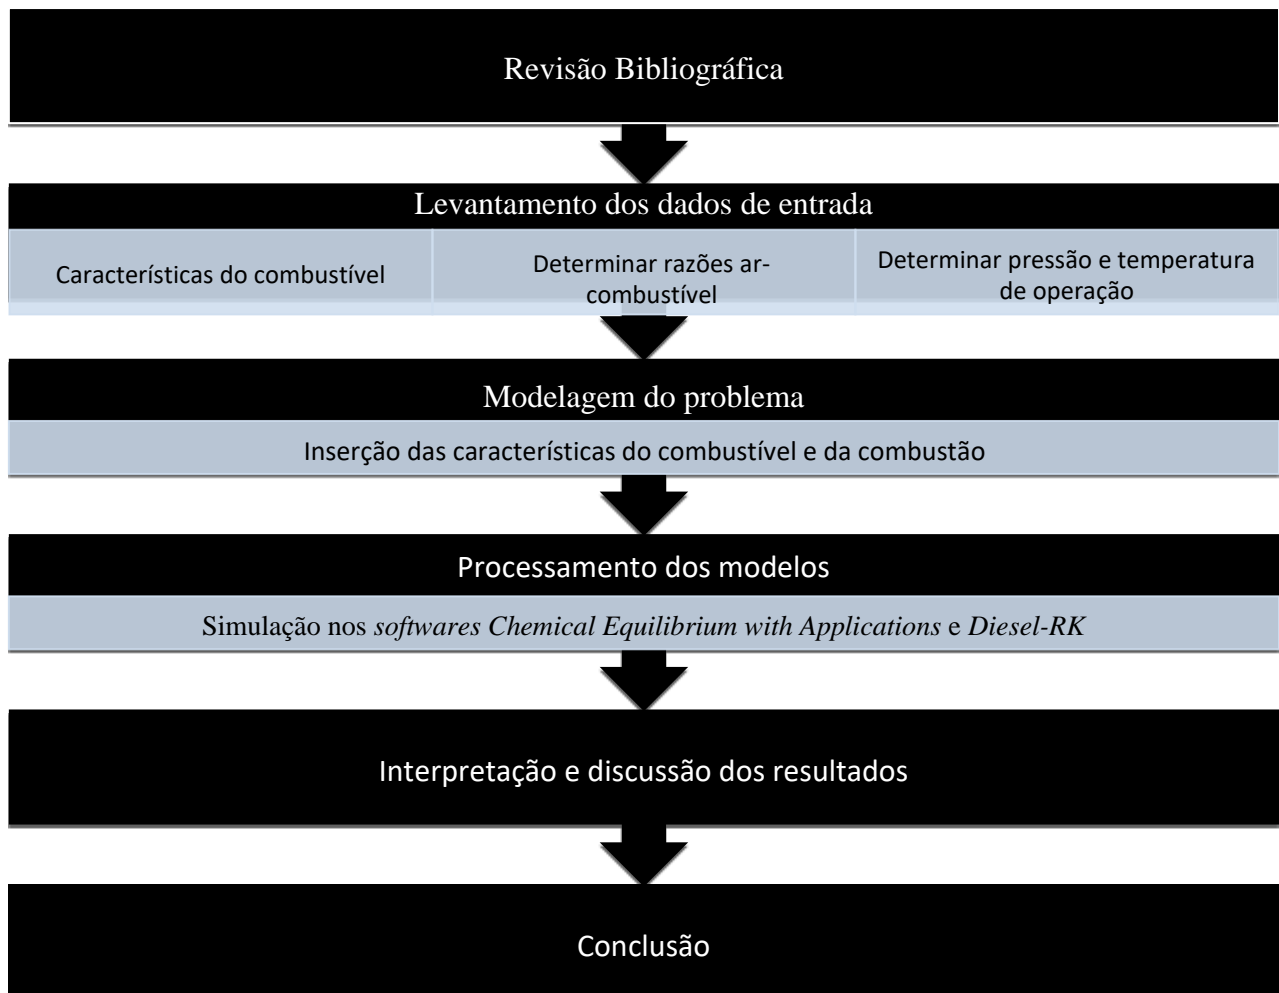 Revisão Bibliográfica
Levantamento dos dados de entrada
Características do combustível
Determinar razões ar-
combustível
Determinar pressão e temperatura
de operação
Modelagem do problema
Inserção das características do combustível e da combustão
Processamento dos modelos
Simulação nos softwares Chemical Equilibrium with Applications e Diesel-RK
Interpretação e discussão dos resultados
Conclusão